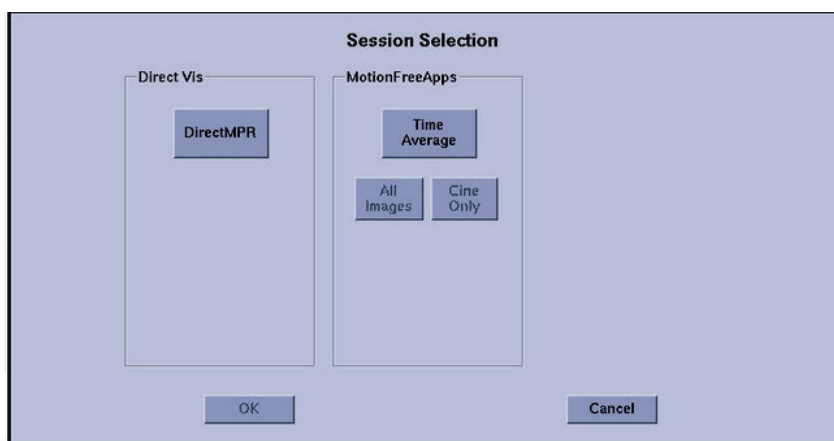 Session Selection
Direct Vis
DirectMPR
MotionFreeApps
Time
Average
All
Images
Cine
Only
OK
Cancel